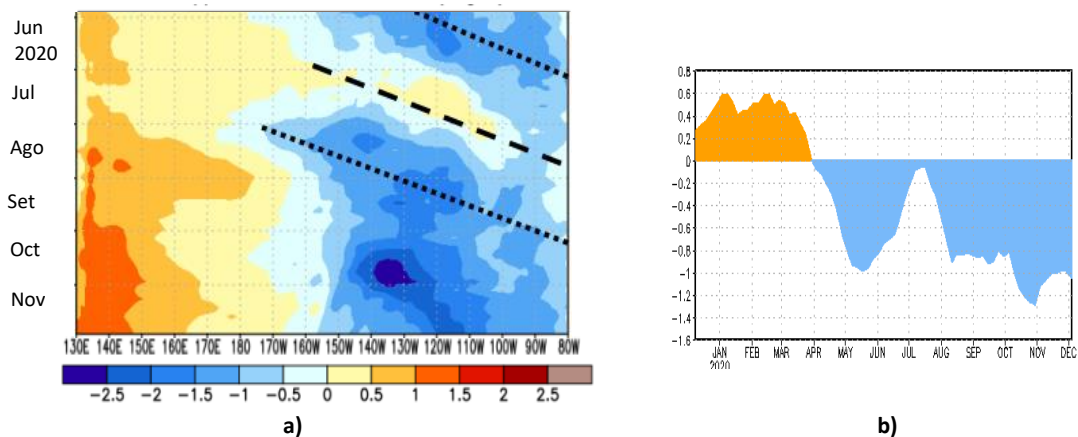 Jun
2020
Jul
Ago
Set
Oct
Nov
130E 140E 150E 160E 170E 180 170W 160W 150W 140W 130W 120W 110W 100W 90W 80W
-2.5 -2 -1.5 -1 -0.5 0 0.5 1 1.5 2 2.5
a)
0.8
0.6
0.4
0.2
0
-0.2
-0.4
-0.6
-0.8
-1
-1.2
-1.4
-1.6
JAN FEB MAR APR MAY JUN JUL AUG SEP OCT NOV DEC
2020
b)